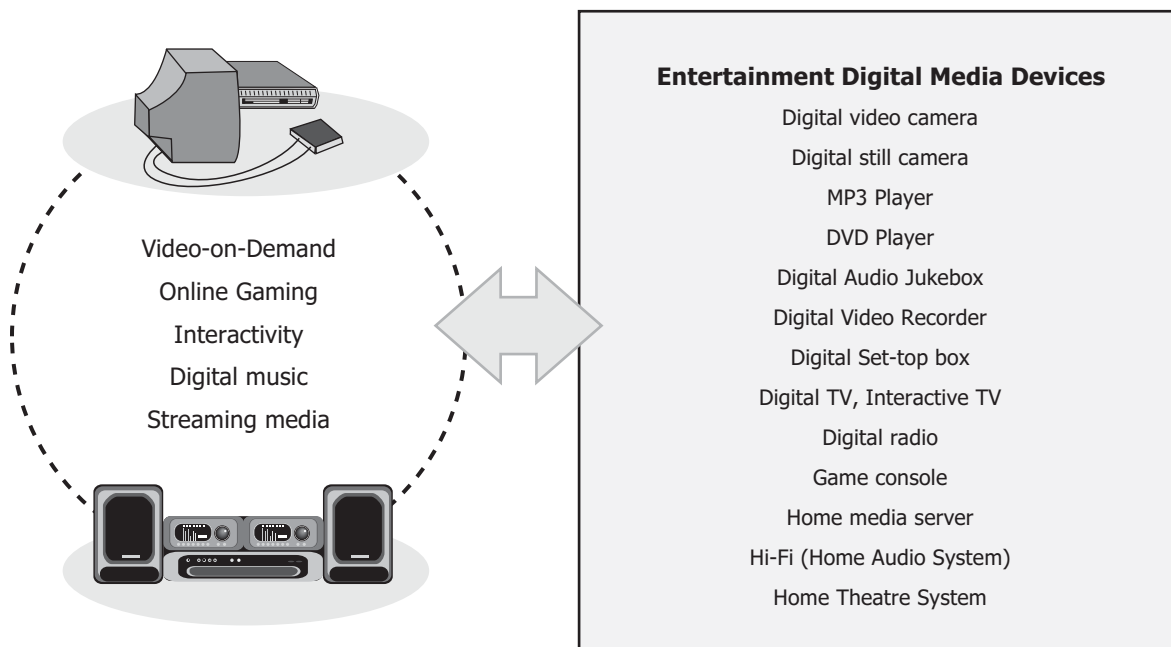 Video-on-Demand
Online Gaming
Interactivity
Digital music
Streaming media
Entertainment Digital Media Devices
Digital video camera
Digital still camera
MP3 Player
DVD Player
Digital Audio Jukebox
Digital Video Recorder
Digital Set-top box
Digital TV, Interactive TV
Digital radio
Game console
Home media server
Hi-Fi (Home Audio System)
Home Theatre System